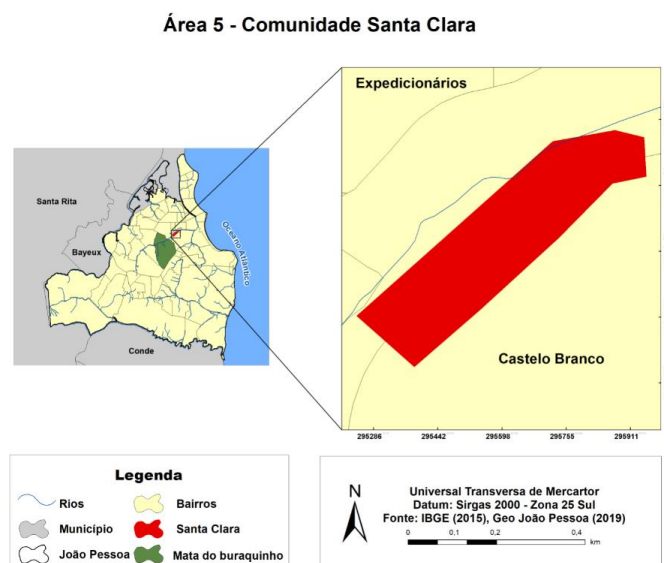 Área 5 - Comunidade Santa Clara
Expedicionários
Castelo Branco
295286 295442 295598 295755 295911
Santa Rita
Bayeux
Oceano Atlântico
Conde
Legenda
Rios
Bairros
Município
Santa Clara
João Pessoa
Mata do buraquinho
N
Universal Transversa de Mercartor
Datum: Sirgas 2000 - Zona 25 Sul
Fonte: IBGE (2015), Geo João Pessoa (2019)
0 0,1 0,2 0,4
km